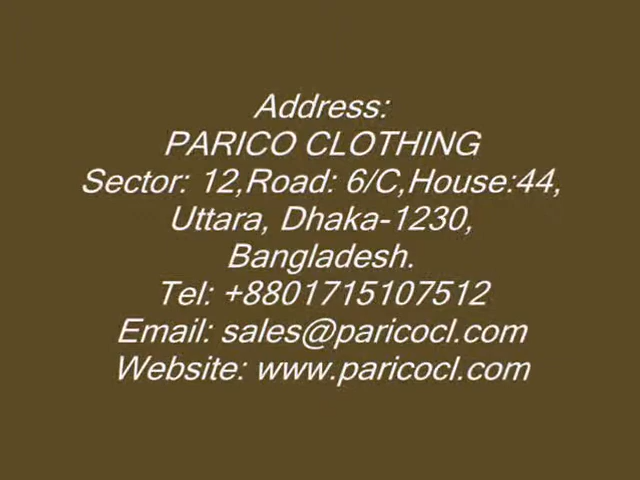 Address:
PARICO CLOTHING
Sector: 12,Road: 6/C,House:44,
Uttara, Dhaka-1230,
Bangladesh.
Tel: +8801715107512
Email: sales@paricocl.com
Website: www.paricocl.com